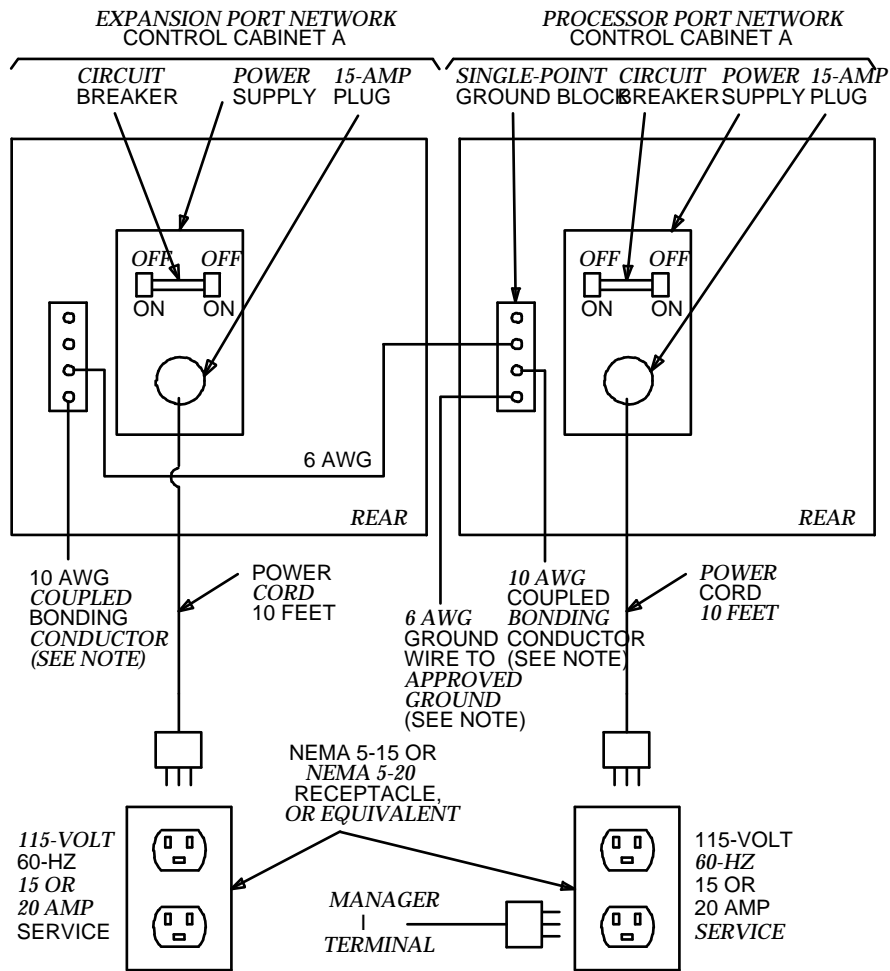 EXPANSION PORT NETWORK
CONTROL CABINET A
PROCESSOR PORT NETWORK
CONTROL CABINET A
CIRCUIT
BREAKER
POWER
SUPPLY
15-AMP
PLUG
SINGLE-POINT
GROUND BLOCK
CIRCUIT
BREAKER
POWER
SUPPLY
15-AMP
PLUG
OFF OFF
ON ON
OFF OFF
ON ON
6 AWG
REAR
REAR
10 AWG
COUPLED
BONDING
CONDUCTOR
(SEE NOTE)
POWER
CORD
10 FEET
6 AWG
GROUND
WIRE TO
APPROVED
GROUND
(SEE NOTE)
10 AWG
COUPLED
BONDING
CONDUCTOR
(SEE NOTE)
POWER
CORD
10 FEET
NEMA 5-15 OR
NEMA 5-20
RECEPTACLE,
OR EQUIVALENT
115-VOLT
60-HZ
15 OR
20 AMP
SERVICE
MANAGER
I
TERMINAL
115-VOLT
60-HZ
15 OR
20 AMP
SERVICE